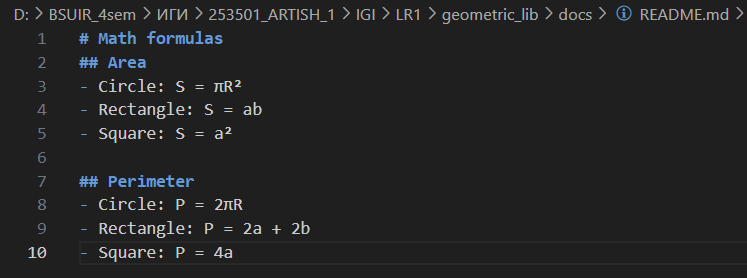 D: > BSUIR_4sem > ИГИ > 253501_ARTISH_1 > IGI > LR1 > geometric_lib > docs > README.md >
1 # Math formulas
2 ## Area
3 - Circle: S = πR²
4 - Rectangle: S = ab
5 - Square: S = a²
6
7 ## Perimeter
8 - Circle: P = 2πR
9 - Rectangle: P = 2a + 2b
10 - Square: P = 4a